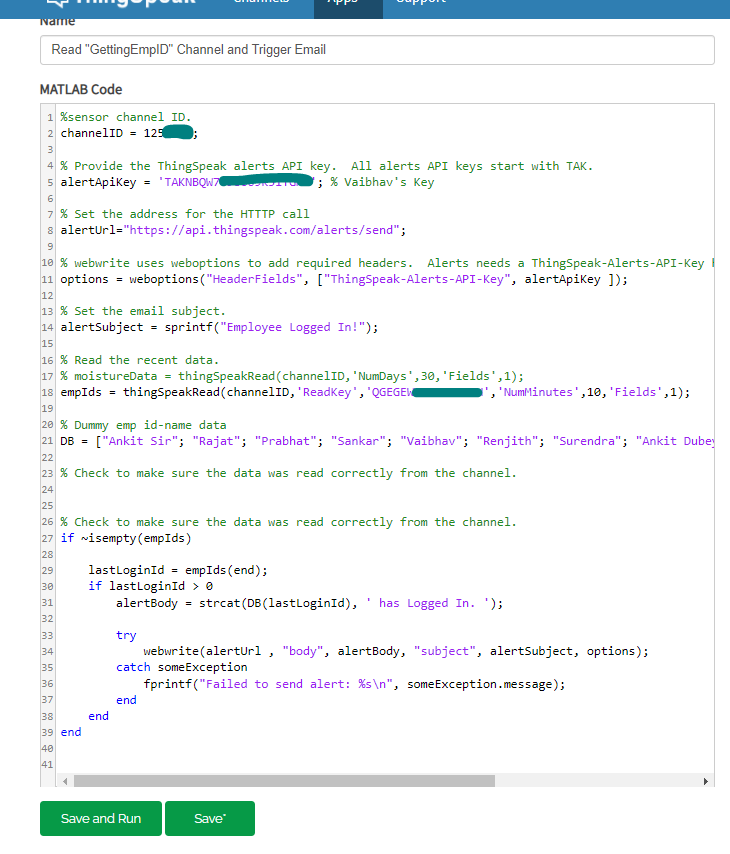 ThingSpeak Channels Apps Support
Name
Read "GettingEmpID" Channel and Trigger Email
MATLAB Code
1 %sensor channel ID.
2 channelID = 125 ;
3
4 % Provide the ThingSpeak alerts API key.  All alerts API keys start with TAK.
5 alertApiKey = 'TAKNBQW7 '; % Vaibhav's Key
6
7 % Set the address for the HTTTP call
8 alertUrl="https://api.thingspeak.com/alerts/send";
9
10 % webwrite uses weboptions to add required headers.  Alerts needs a ThingSpeak-Alerts-API-Key
11 options = weboptions("HeaderFields", ["ThingSpeak-Alerts-API-Key", alertApiKey ]);
12
13 % Set the email subject.
14 alertSubject = sprintf("Employee Logged In!");
15
16 % Read the recent data.
17 % moistureData = thingSpeakRead(channelID,'NumDays',30,'Fields',1);
18 empIds = thingSpeakRead(channelID,'ReadKey','QGEGEW ','NumMinutes',10,'Fields',1);
19
20 % Dummy emp id-name data
21 DB = ["Ankit Sir"; "Rajat"; "Prabhat"; "Sankar"; "Vaibhav"; "Renjith"; "Surendra"; "Ankit Dubey
22
23 % Check to make sure the data was read correctly from the channel.
24
25
26 % Check to make sure the data was read correctly from the channel.
27 if ~isempty(empIds)
28
29     lastLoginId = empIds(end);
30     if lastLoginId > 0
31         alertBody = strcat(DB(lastLoginId), ' has Logged In. ');
32
33         try
34             webwrite(alertUrl , "body", alertBody, "subject", alertSubject, options);
35         catch someException
36             fprintf("Failed to send alert: %s\n", someException.message);
37         end
38     end
39 end
40
41
Save and Run Save*